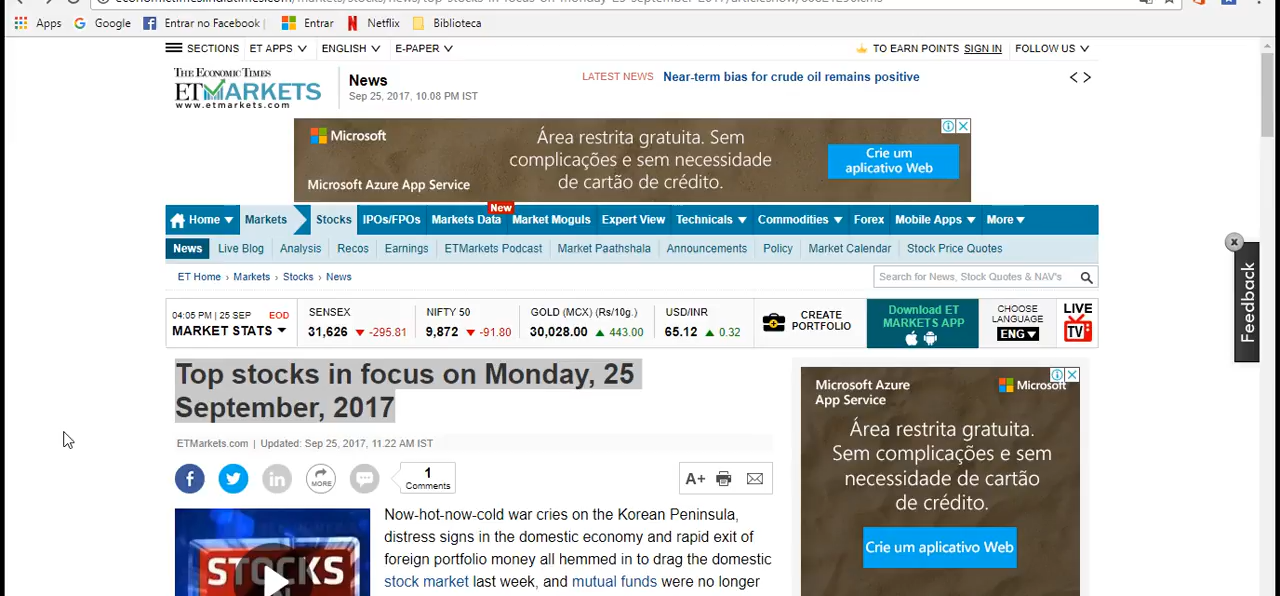 Apps Google Entrar no Facebook Entrar Netflix Biblioteca
SECTIONS ET APPS ENGLISH E-PAPER TO EARN POINTS SIGN IN FOLLOW US
THE ECONOMIC TIMES
ETMARKETS
www.etmarkets.com
News
Sep 25, 2017, 10.08 PM IST
LATEST NEWS Near-term bias for crude oil remains positive
Microsoft
Microsoft Azure App Service
Área restrita gratuita. Sem
complicações e sem necessidade
de cartão de crédito.
Crie um
aplicativo Web
New
Home Markets Stocks IPOs/FPOs Markets Data Market Moguls Expert View Technicals Commodities Forex Mobile Apps More
News Live Blog Analysis Recos Earnings ETMarkets Podcast Market Paathshala Announcements Policy Market Calendar Stock Price Quotes
ET Home › Markets › Stocks › News
Search for News, Stock Quotes & NAV's
04:05 PM | 25 SEP EOD
MARKET STATS
SENSEX
31,626 -295.81
NIFTY 50
9,872 -91.80
GOLD (MCX) (Rs/10g.)
30,028.00 443.00
USD/INR
65.12 0.32
CREATE
PORTFOLIO
Download ET
MARKETS APP
CHOOSE
LANGUAGE
ENG
LIVE
TV
Feedback
Top stocks in focus on Monday, 25
September, 2017
ETMarkets.com | Updated: Sep 25, 2017, 11.22 AM IST
MORE
1
Comments
A+
STOCKS
Now-hot-now-cold war cries on the Korean Peninsula,
distress signs in the domestic economy and rapid exit of
foreign portfolio money all hemmed in to drag the domestic
stock market last week, and mutual funds were no longer
Microsoft Azure
App Service
Microsoft
Área restrita gratuita.
Sem complicações e sem
necessidade de cartão
de crédito.
Crie um aplicativo Web